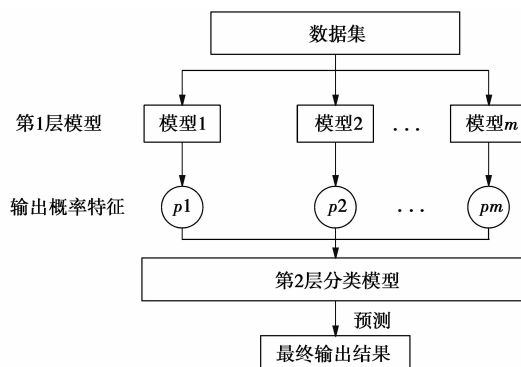 数据集
第1层模型 模型1 模型2 ... 模型m
输出概率特征 p1 p2 ... pm
第2层分类模型
预测
最终输出结果